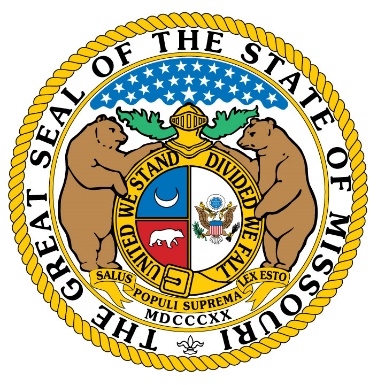 THE GREAT SEAL OF THE STATE OF MISSOURI
UNITED WE STAND DIVIDED WE FALL
SALUS POPULI SUPREMA LEX ESTO
MDCCCXX